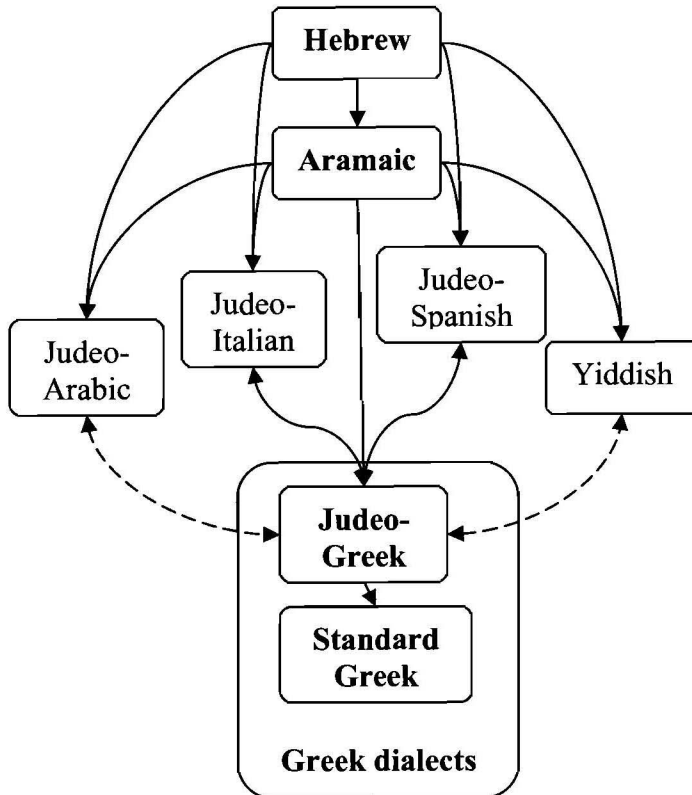 Hebrew
Aramaic
Judeo-
Italian
Judeo-
Spanish
Judeo-
Arabic
Yiddish
Judeo-
Greek
Standard
Greek
Greek dialects